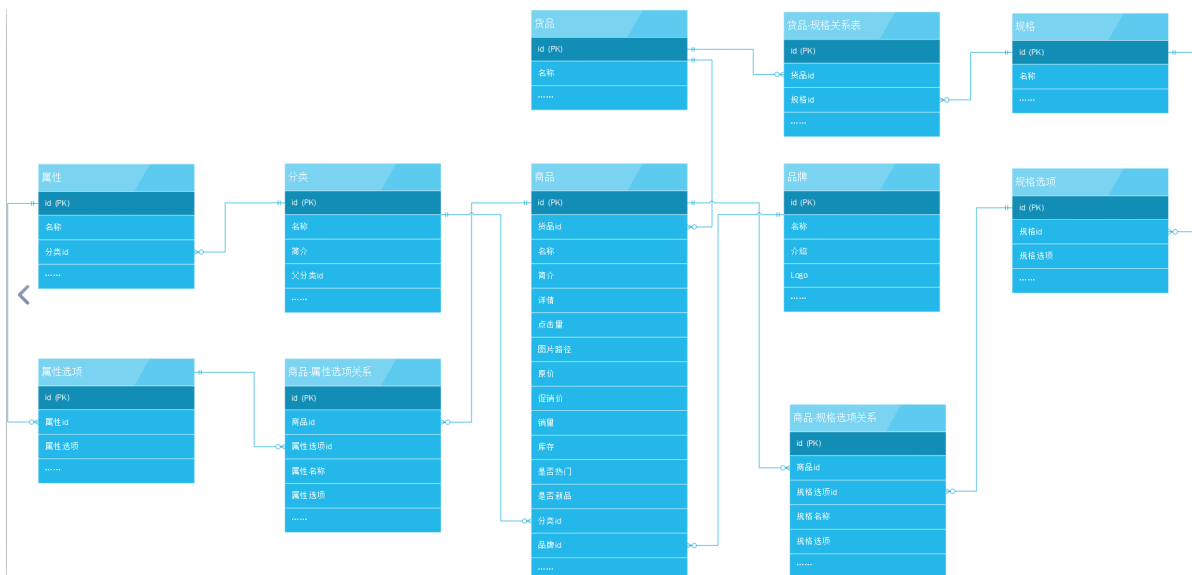 货品
id (PK)
名称
……
货品-规格关系表
id (PK)
货品id
规格id
……
规格
id (PK)
名称
……
属性
id (PK)
名称
分类id
……
分类
id (PK)
名称
简介
父分类id
……
商品
id (PK)
货品id
名称
简介
详情
点击量
图片路径
原价
促销价
销量
库存
是否热门
是否新品
分类id
品牌id
……
品牌
id (PK)
名称
介绍
Logo
……
规格选项
id (PK)
规格id
规格选项
……
属性选项
id (PK)
属性id
属性选项
……
商品-属性选项关系
id (PK)
商品id
属性选项id
属性名称
属性选项
……
商品-规格选项关系
id (PK)
商品id
规格选项id
规格名称
规格选项
……